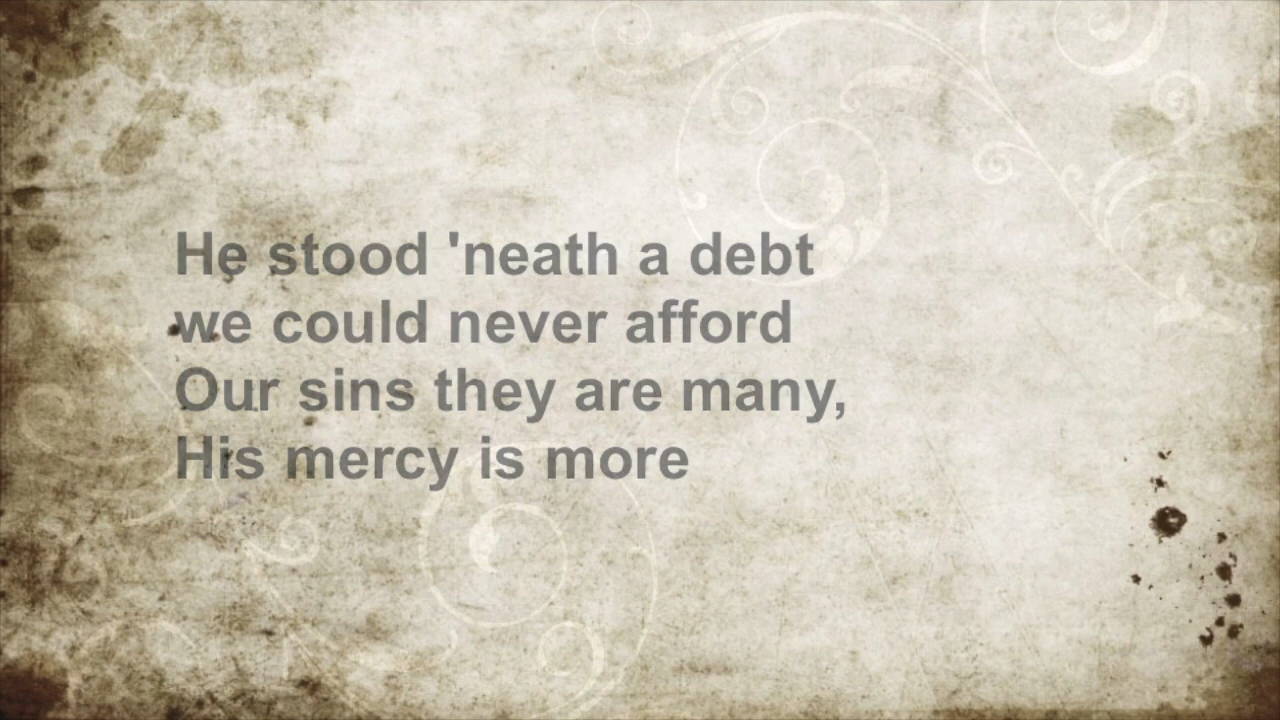 He stood 'neath a debt
we could never afford
Our sins they are many,
His mercy is more